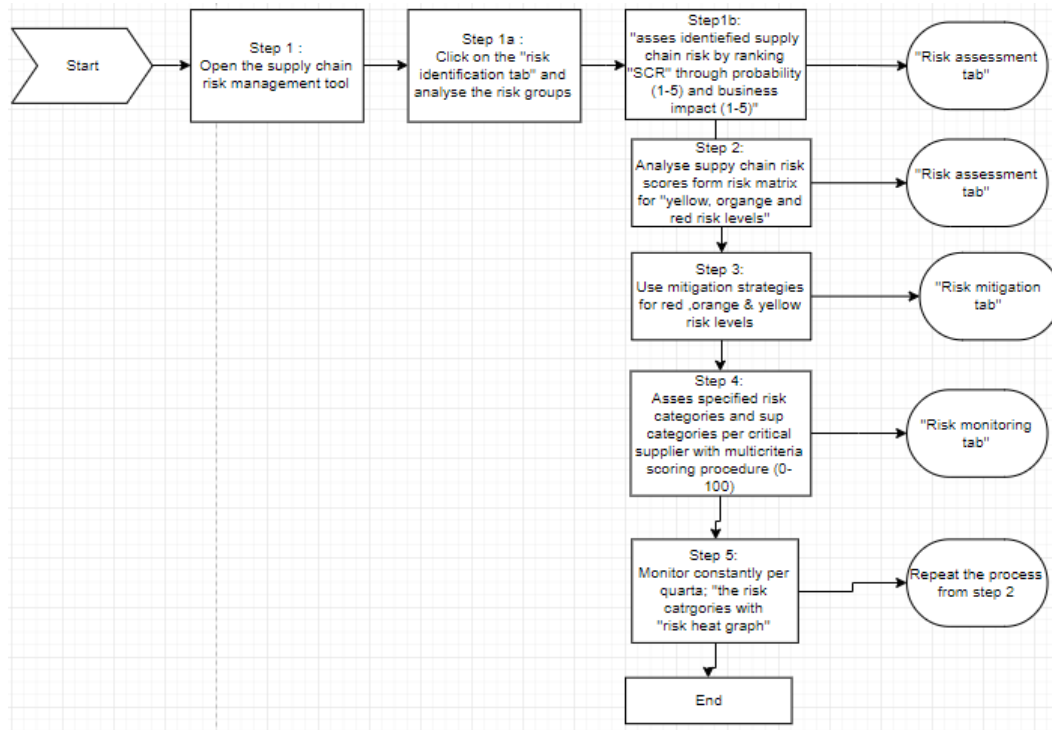 Start
Step 1 :
Open the supply chain
risk management tool
Step 1a :
Click on the "risk
identification tab" and
analyse the risk groups
Step1b:
"asses identiefied supply
chain risk by ranking
"SCR" through probability
(1-5) and business
impact (1-5)"
"Risk assessment
tab"
Step 2:
Analyse suppy chain risk
scores form risk matrix
for "yellow, organge and
red risk levels"
"Risk assessment
tab"
Step 3:
Use mitigation strategies
for red ,orange & yellow
risk levels
"Risk mitigation
tab"
Step 4:
Asses specified risk
categories and sup
categories per critical
supplier with multicriteria
scoring procedure (0-
100)
"Risk monitoring
tab"
Step 5:
Monitor constantly per
quarta; "the risk
catrgories with
"risk heat graph"
Repeat the process
from step 2
End